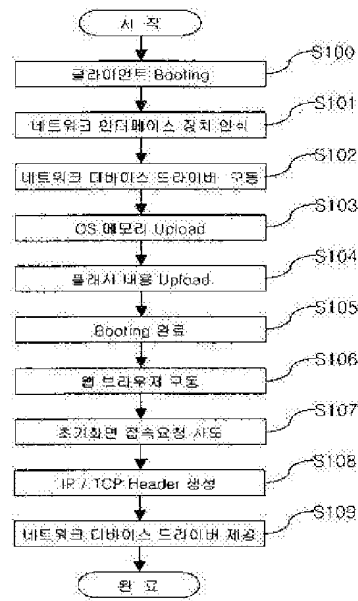 시 작
S100
클라이언트 Booting
S101
네트워크 인터페이스 장치 인식
S102
네트워크 디바이스 드라이버 구동
S103
OS 메모리 Upload
S104
플래시 내용 Upload
S105
Booting 완료
S106
웹 브라우저 구동
S107
초기화면 접속요청 시도
S108
IP / TCP Header 생성
S109
네트워크 디바이스 드라이버 제공
완 료